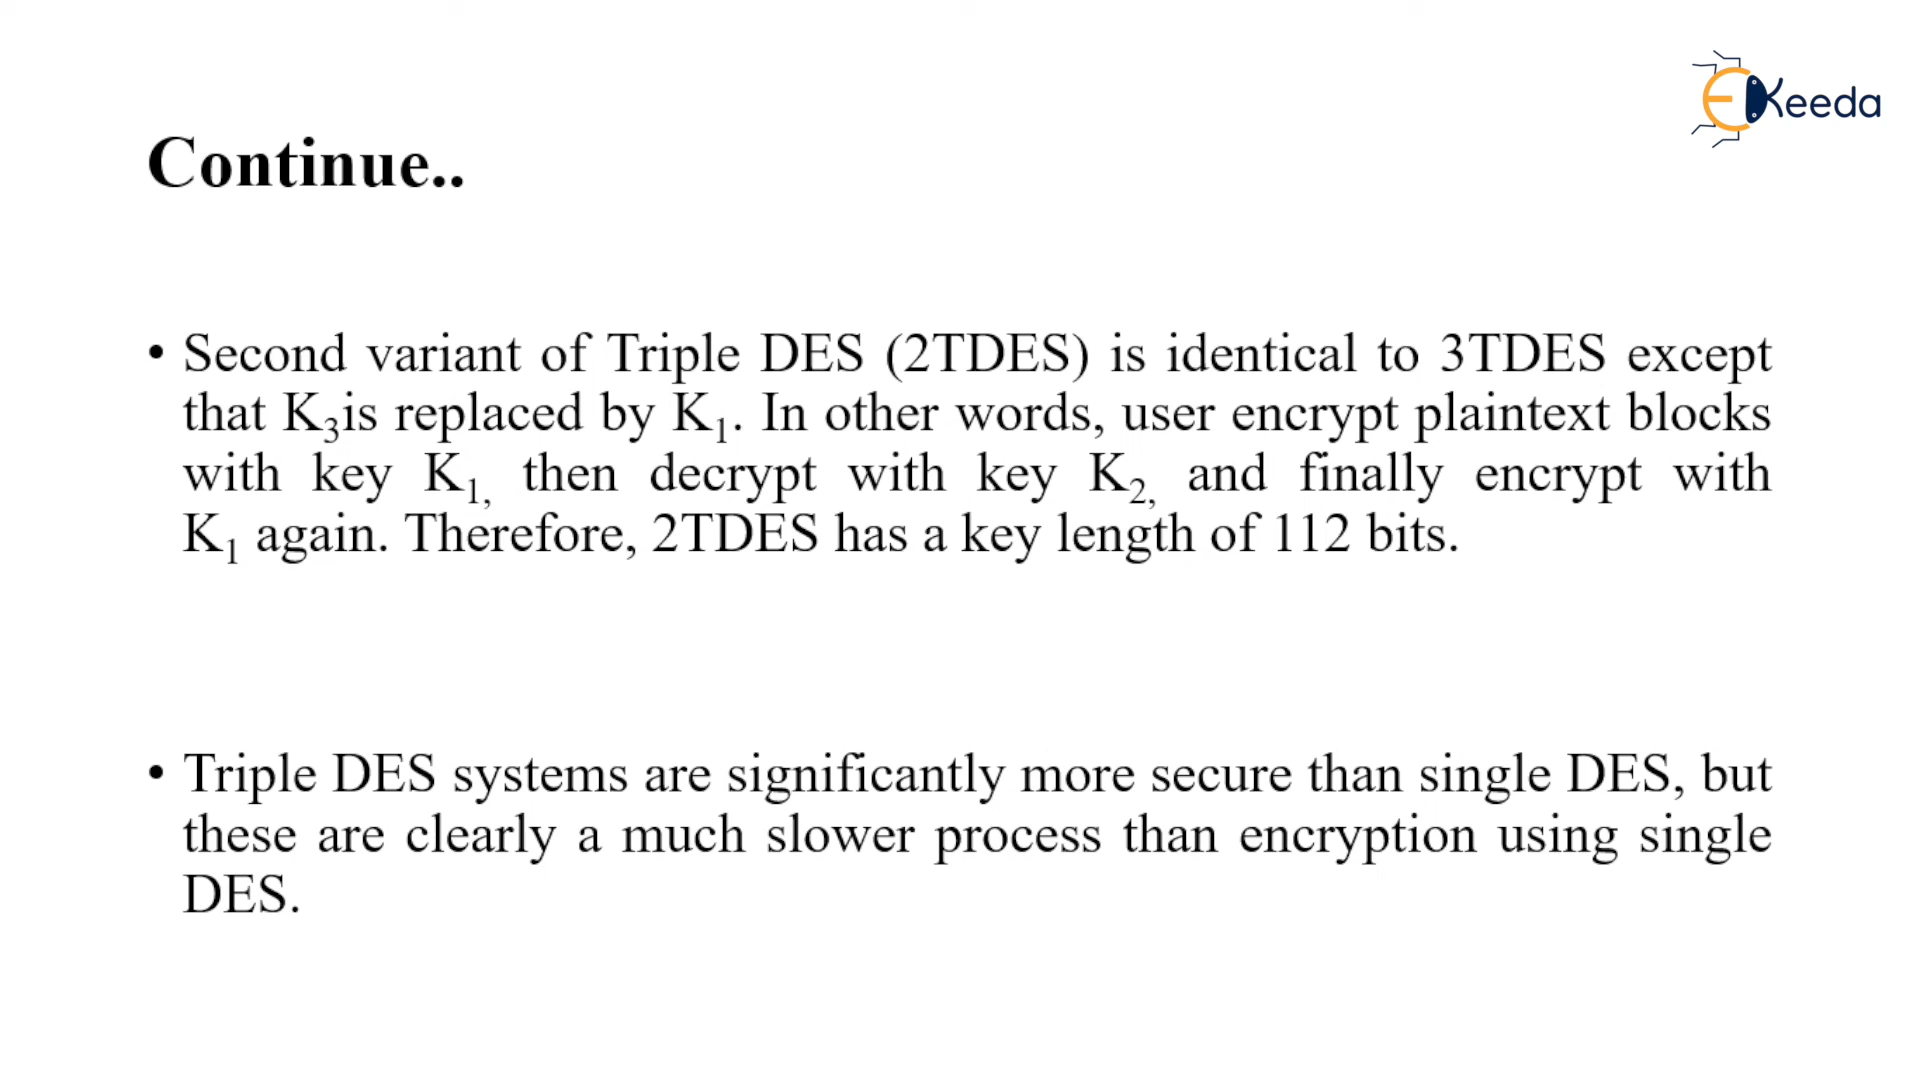 EKeeda
Continue..
• Second variant of Triple DES (2TDES) is identical to 3TDES except
that K₃is replaced by K₁. In other words, user encrypt plaintext blocks
with key K₁, then decrypt with key K₂, and finally encrypt with
K₁ again. Therefore, 2TDES has a key length of 112 bits.
• Triple DES systems are significantly more secure than single DES, but
these are clearly a much slower process than encryption using single
DES.